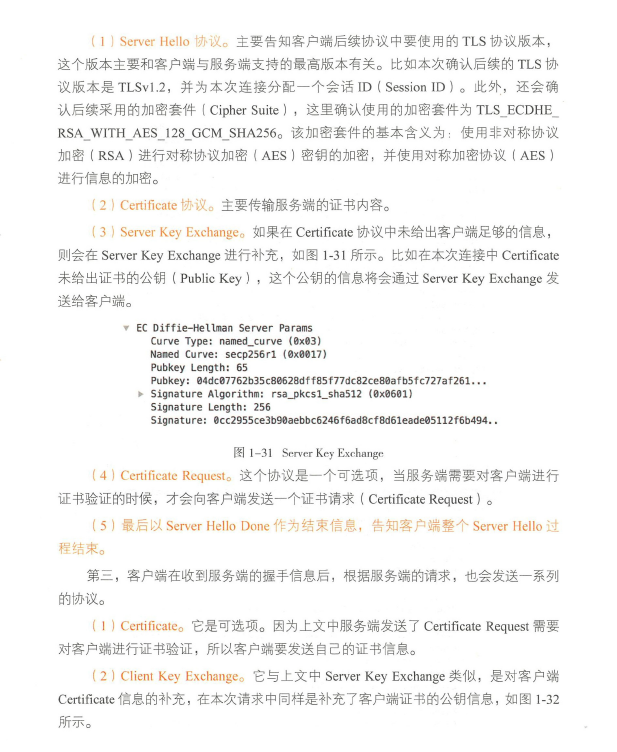 （1）Server Hello 协议。主要告知客户端后续协议中要使用的 TLS 协议版本，
这个版本主要和客户端与服务端支持的最高版本有关。比如本次确认后续的 TLS 协
议版本是 TLSv1.2，并为本次连接分配一个会话 ID（Session ID）。此外，还会确
认后续采用的加密套件（Cipher Suite），这里确认使用的加密套件为 TLS_ECDHE_
RSA_WITH_AES_128_GCM_SHA256。该加密套件的基本含义为：使用非对称协议
加密（RSA）进行对称协议加密（AES）密钥的加密，并使用对称加密协议（AES）
进行信息的加密。
（2）Certificate 协议。主要传输服务端的证书内容。
（3）Server Key Exchange。如果在 Certificate 协议中未给出客户端足够的信息，
则会在 Server Key Exchange 进行补充，如图 1-31 所示。比如在本次连接中 Certificate
未给出证书的公钥（Public Key），这个公钥的信息将会通过 Server Key Exchange 发
送给客户端。
EC Diffie-Hellman Server Params
Curve Type: named_curve (0x03)
Named Curve: secp256r1 (0x0017)
Pubkey Length: 65
Pubkey: 04dc07762b35c80628dff85f77dc82ce80afb5fc727af261...
Signature Algorithm: rsa_pkcs1_sha512 (0x0601)
Signature Length: 256
Signature: 0cc2955ce3b90aebbc6246f6ad8cf8d61eade05112f6b494..
图 1-31 Server Key Exchange
（4）Certificate Request。这个协议是一个可选项，当服务端需要对客户端进行
证书验证的时候，才会向客户端发送一个证书请求（Certificate Request）。
（5）最后以 Server Hello Done 作为结束信息，告知客户端整个 Server Hello 过
程结束。
第三，客户端在收到服务端的握手信息后，根据服务端的请求，也会发送一系列
的协议。
（1）Certificate。它是可选项。因为上文中服务端发送了 Certificate Request 需要
对客户端进行证书验证，所以客户端要发送自己的证书信息。
（2）Client Key Exchange。它与上文中 Server Key Exchange 类似，是对客户端
Certificate 信息的补充，在本次请求中同样是补充了客户端证书的公钥信息，如图 1-32
所示。